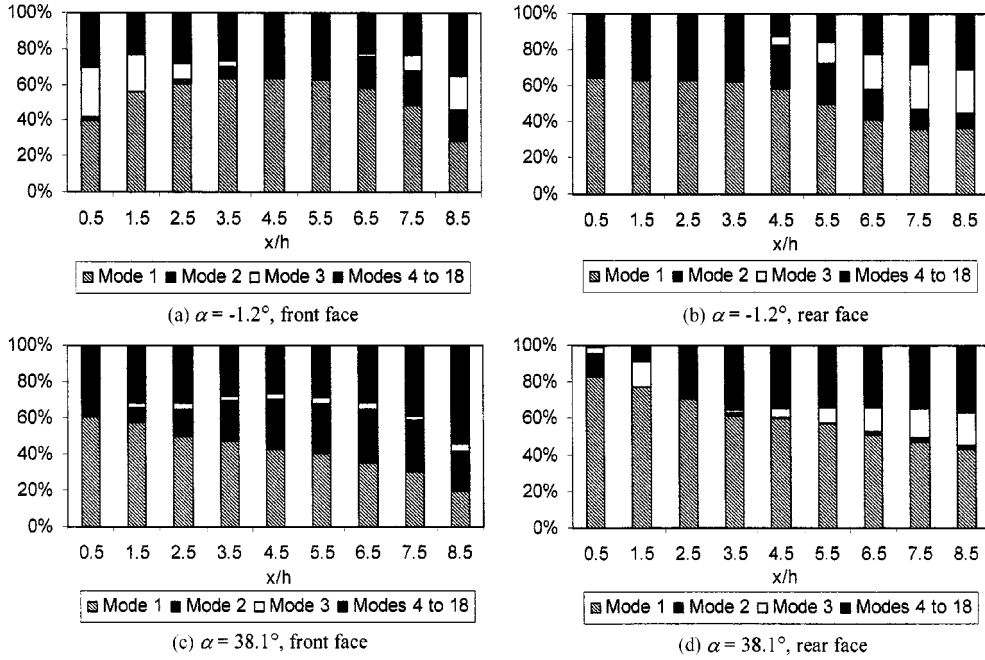 100%
80%
60%
40%
20%
0%
0.5 1.5 2.5 3.5 4.5 5.5 6.5 7.5 8.5
x/h
Mode 1 Mode 2 Mode 3 Modes 4 to 18
(a) α = -1.2°, front face
100%
80%
60%
40%
20%
0%
0.5 1.5 2.5 3.5 4.5 5.5 6.5 7.5 8.5
x/h
Mode 1 Mode 2 Mode 3 Modes 4 to 18
(b) α = -1.2°, rear face
100%
80%
60%
40%
20%
0%
0.5 1.5 2.5 3.5 4.5 5.5 6.5 7.5 8.5
x/h
Mode 1 Mode 2 Mode 3 Modes 4 to 18
(c) α = 38.1°, front face
100%
80%
60%
40%
20%
0%
0.5 1.5 2.5 3.5 4.5 5.5 6.5 7.5 8.5
x/h
Mode 1 Mode 2 Mode 3 Modes 4 to 18
(d) α = 38.1°, rear face